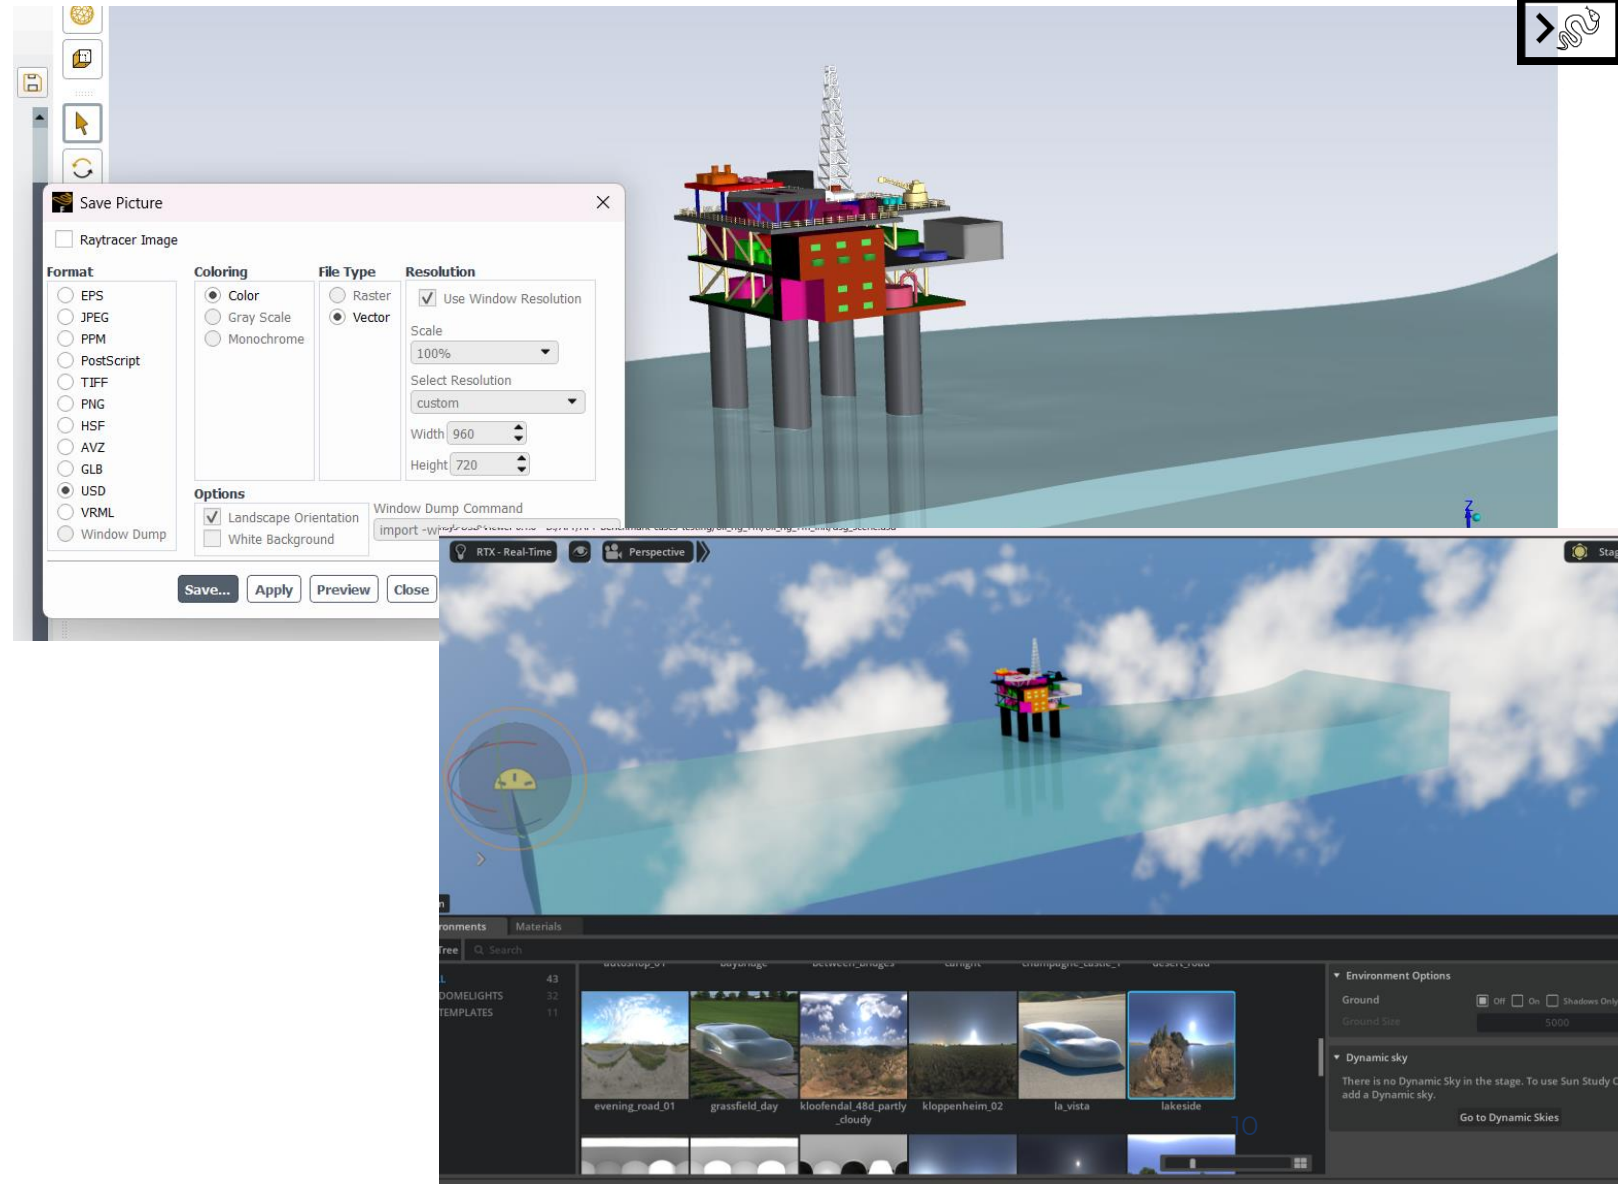 Save Picture
Raytracer Image
Format
EPS
JPEG
PPM
PostScript
TIFF
PNG
HSF
AVZ
GLB
USD
VRML
Window Dump
Coloring
Color
Gray Scale
Monochrome
File Type
Raster
Vector
Resolution
Use Window Resolution
Scale
100%
Select Resolution
custom
Width 960
Height 720
Options
Landscape Orientation
White Background
Window Dump Command
import
Save... Apply Preview Close
Z
RTX - Real-Time Perspective
Stag
n
ronments Materials
Tree Search
L 43
DOMELIGHTS 32
TEMPLATES 11
evening_road_01 grassfield_day kloofendal_48d_partly kloppenheim_02 la_vista lakeside
_cloudy
10
Environment Options
Ground Off On Shadows Only
Ground Size 5000
Dynamic sky
There is no Dynamic Sky in the stage. To use Sun Study
add a Dynamic sky.
Go to Dynamic Skies